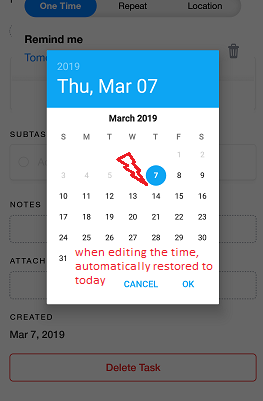 One Time Repeat Location
Remind me
2019
Thu, Mar 07
March 2019
S M T W T F S
1 2
3 4 5 7 8 9
10 11 12 13 14 15 16
17 18 19 20 21 22 23
24 25 26 27 28 29 30
31
SUBTAS
NOTES
when editing the time,
automatically restored to
today
ATTACH
CANCEL OK
CREATED
Mar 7, 2019
Delete Task